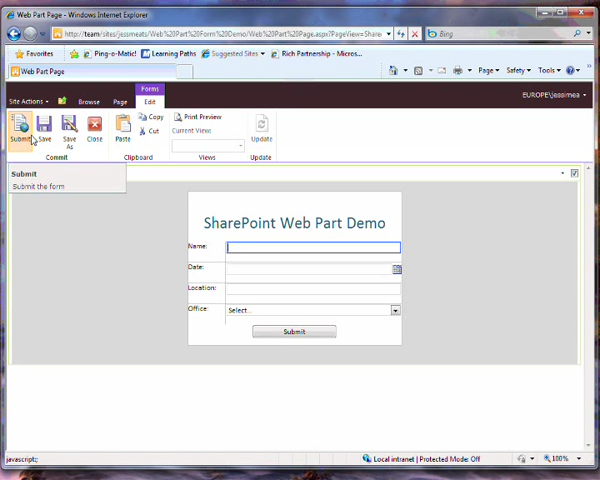 Web Part Page - Windows Internet Explorer
http://team/sites/jessmeats/Web%20Part%20Form%20Demo/Web%20Part%20Page.aspx?PageView=Share
Bing
Favorites Ping-o-Matic! Learning Paths Suggested Sites Rich Partnership - Micros...
Web Part Page
Page Safety Tools
Forms
Site Actions Browse Page Edit
EUROPE\jessimea
Submit Save Save As Close
Paste Copy Cut
Print Preview
Current View:
Update
Commit Clipboard Views Update
Submit
Submit the form
SharePoint Web Part Demo
Name:
Date:
Location:
Office: Select...
Submit
javascript:; Local intranet | Protected Mode: Off 100%